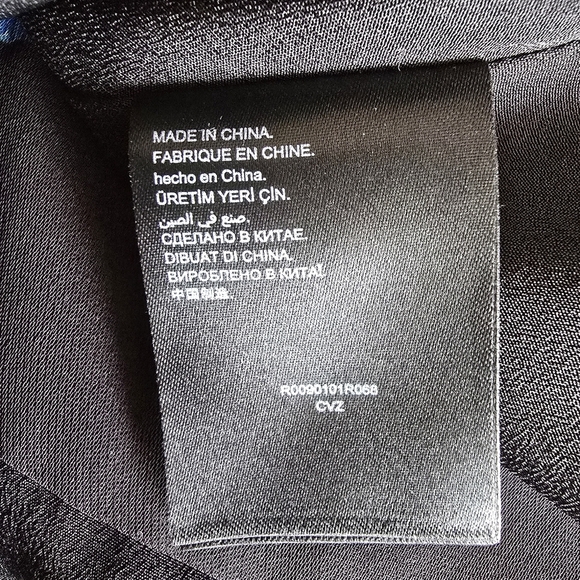 MADE IN CHINA.
FABRIQUE EN CHINE.
hecho en China.
ÜRETİM YERİ ÇİN.
صنع في الصين.
СДЕЛАНО В КИТАЕ.
DIBUAT DI CHINA.
ВИРОБЛЕНО В КИТАЇ
中国制造
R0090101R068
CVZ